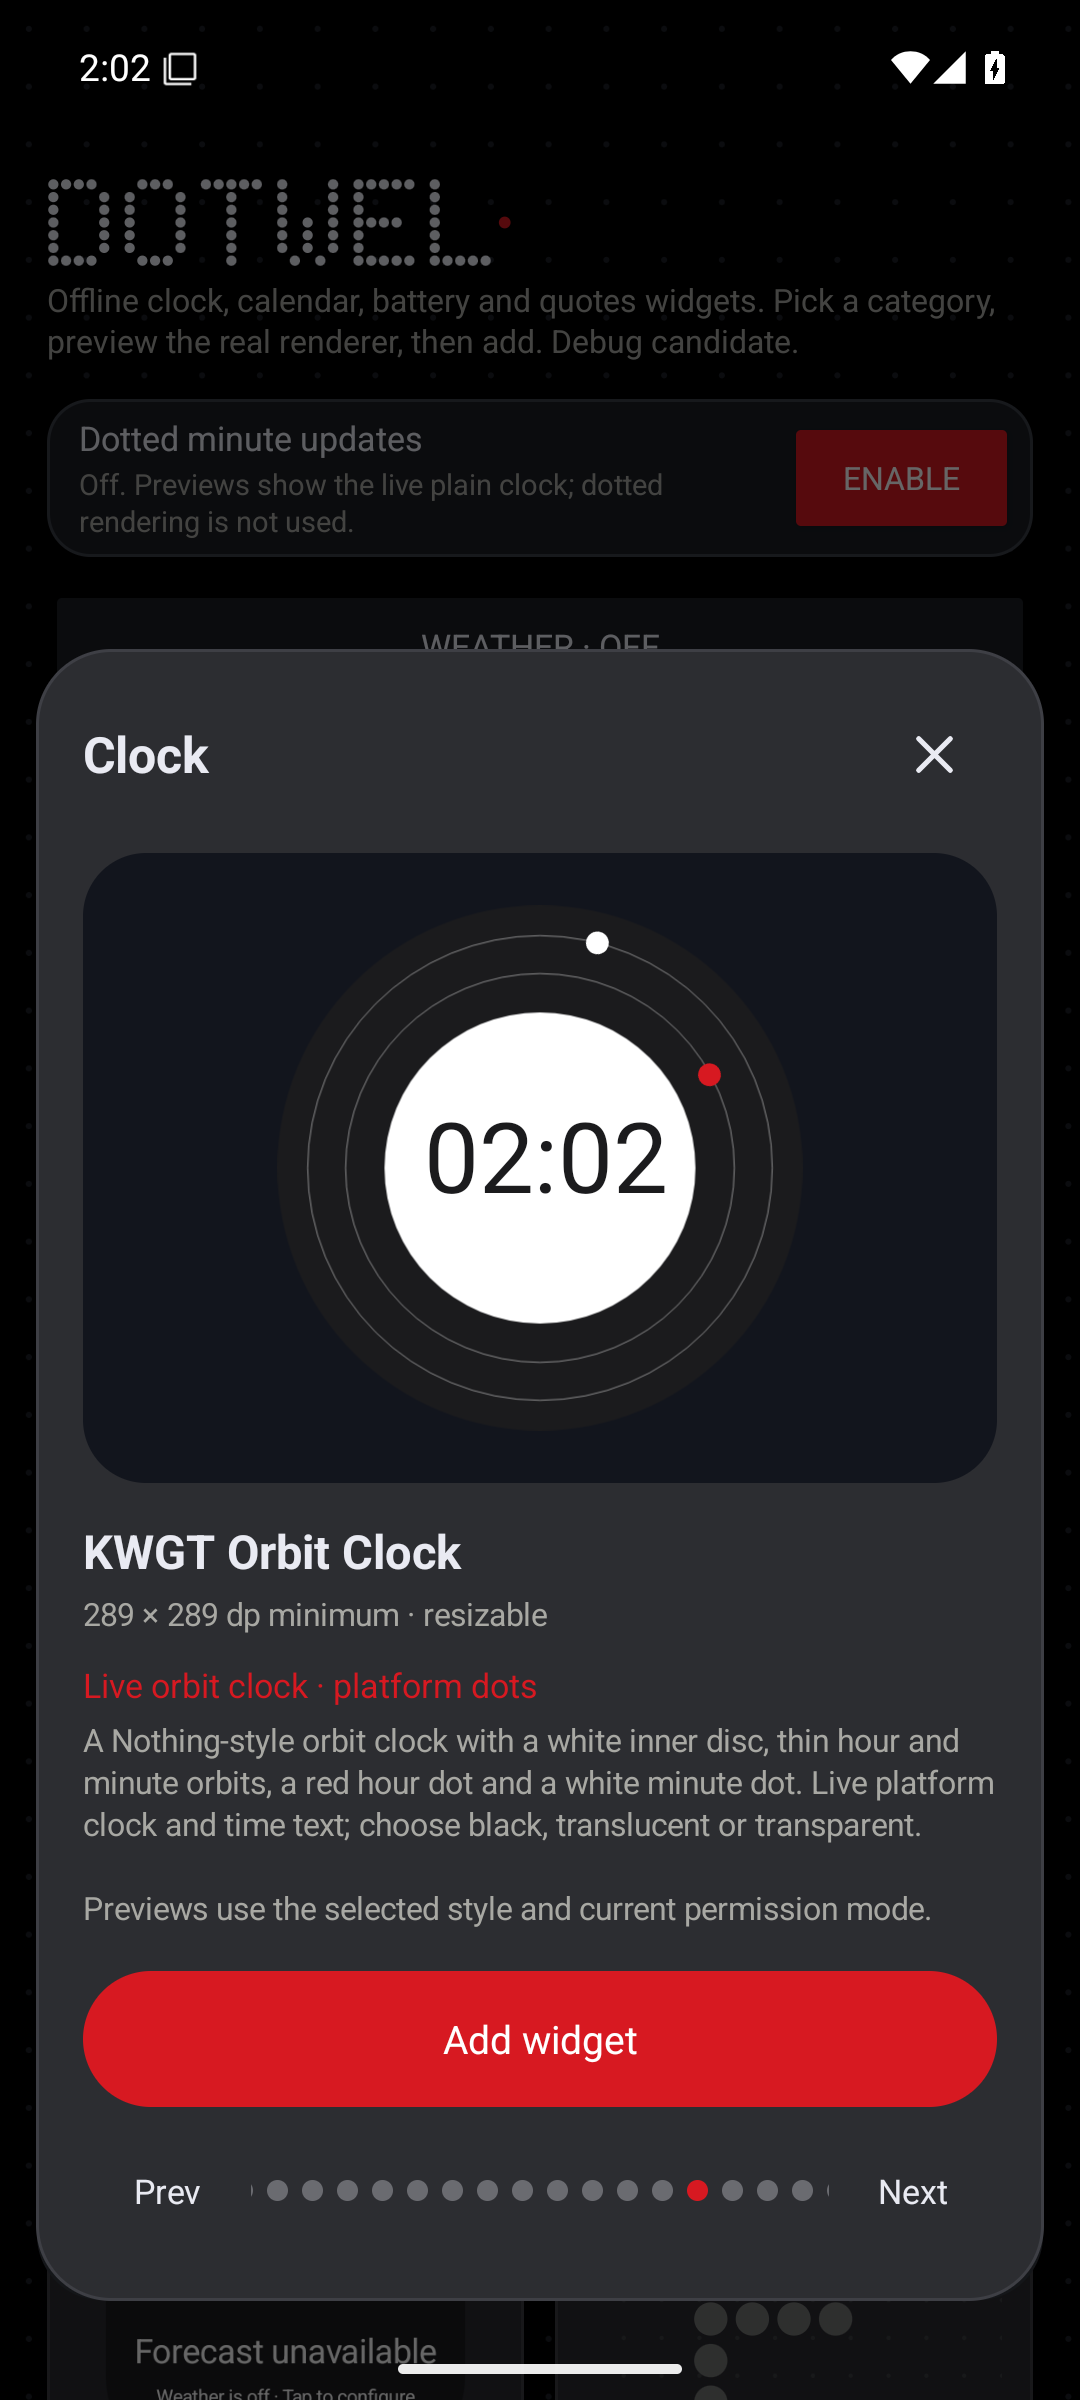 2:02
DOTWEL
Offline clock, calendar, battery and quotes widgets. Pick a category,
preview the real renderer, then add. Debug candidate.
Dotted minute updates
Off. Previews show the live plain clock; dotted
rendering is not used.
ENABLE
WEATHER · OFF
Clock
02:02
KWGT Orbit Clock
289 × 289 dp minimum · resizable
Live orbit clock · platform dots
A Nothing-style orbit clock with a white inner disc, thin hour and
minute orbits, a red hour dot and a white minute dot. Live platform
clock and time text; choose black, translucent or transparent.
Previews use the selected style and current permission mode.
Add widget
Prev
Next
Forecast unavailable
Weather is off · Tap to configure